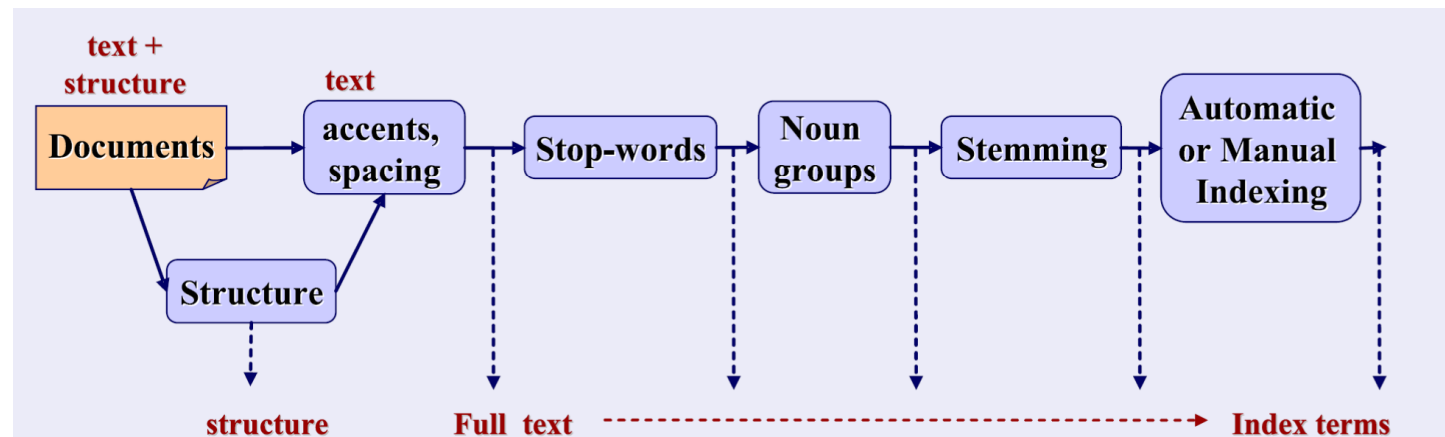 text +
structure
Documents
text
accents,
spacing
Structure
Stop-words
Noun
groups
Stemming
Automatic
or Manual
Indexing
structure
Full text
Index terms